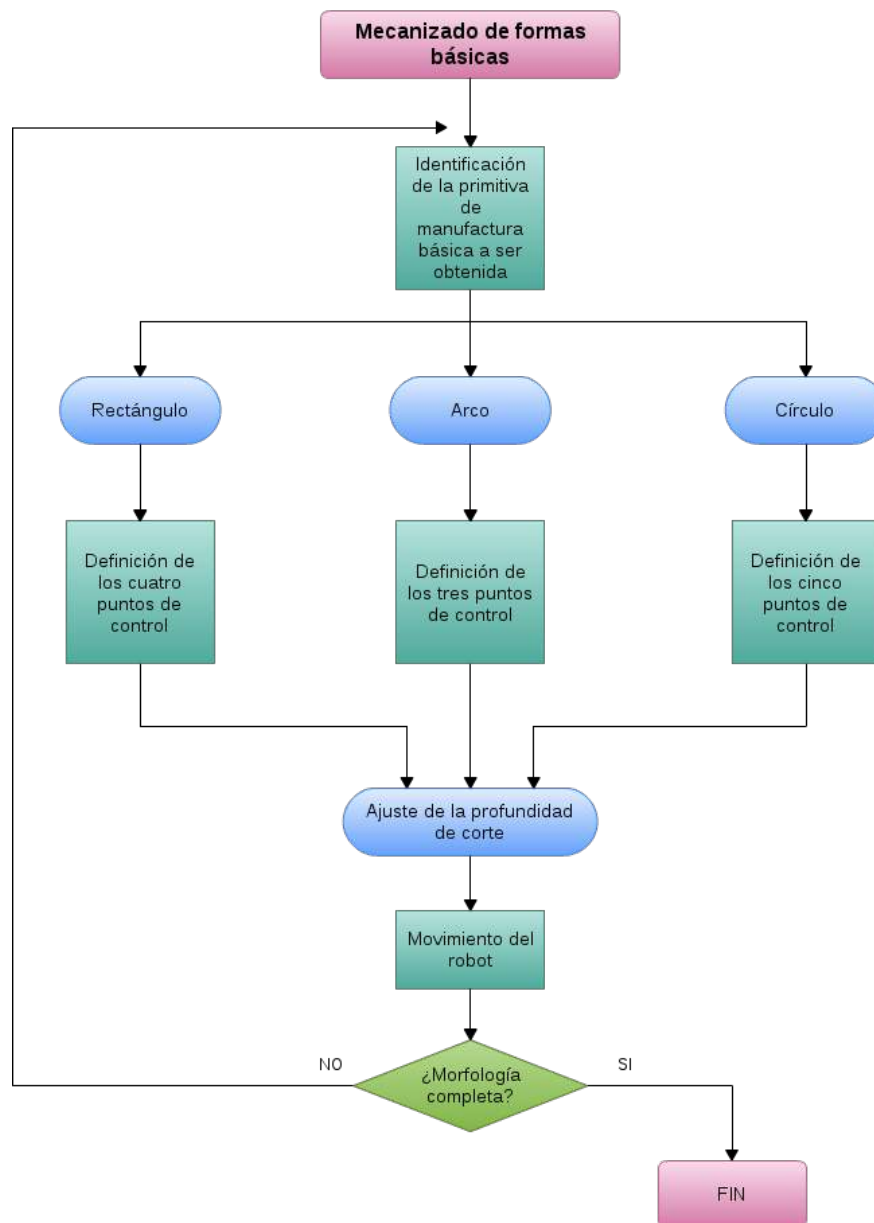 Mecanizado de formas
básicas
Identificación
de la primitiva
de
manufactura
básica a ser
obtenida
Rectángulo
Arco
Círculo
Definición de
los cuatro
puntos de
control
Definición de
los tres puntos
de control
Definición de
los cinco
puntos de
control
Ajuste de la profundidad
de corte
Movimiento del
robot
NO
¿Morfología
completa?
SI
FIN